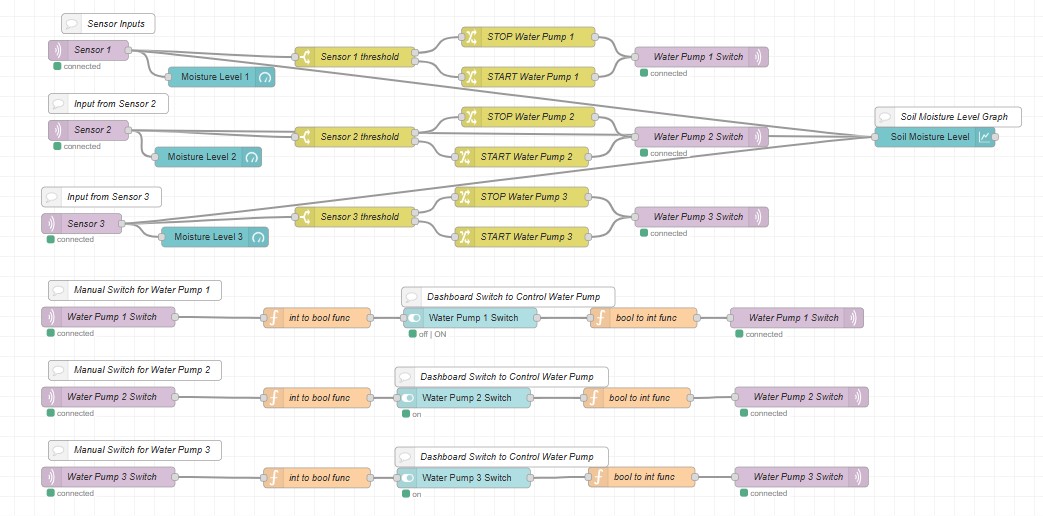 Sensor Inputs
Sensor 1
connected
Moisture Level 1
Sensor 1 threshold
STOP Water Pump 1
START Water Pump 1
Water Pump 1 Switch
connected
Input from Sensor 2
Sensor 2
connected
Moisture Level 2
Sensor 2 threshold
STOP Water Pump 2
START Water Pump 2
Water Pump 2 Switch
connected
Soil Moisture Level Graph
Soil Moisture Level
Input from Sensor 3
Sensor 3
connected
Moisture Level 3
Sensor 3 threshold
STOP Water Pump 3
START Water Pump 3
Water Pump 3 Switch
connected
Manual Switch for Water Pump 1
Dashboard Switch to Control Water Pump
Water Pump 1 Switch
connected
int to bool func
Water Pump 1 Switch
off | ON
bool to int func
Water Pump 1 Switch
connected
Manual Switch for Water Pump 2
Dashboard Switch to Control Water Pump
Water Pump 2 Switch
connected
int to bool func
Water Pump 2 Switch
on
bool to int func
Water Pump 2 Switch
connected
Manual Switch for Water Pump 3
Dashboard Switch to Control Water Pump
Water Pump 3 Switch
connected
int to bool func
Water Pump 3 Switch
on
bool to int func
Water Pump 3 Switch
connected